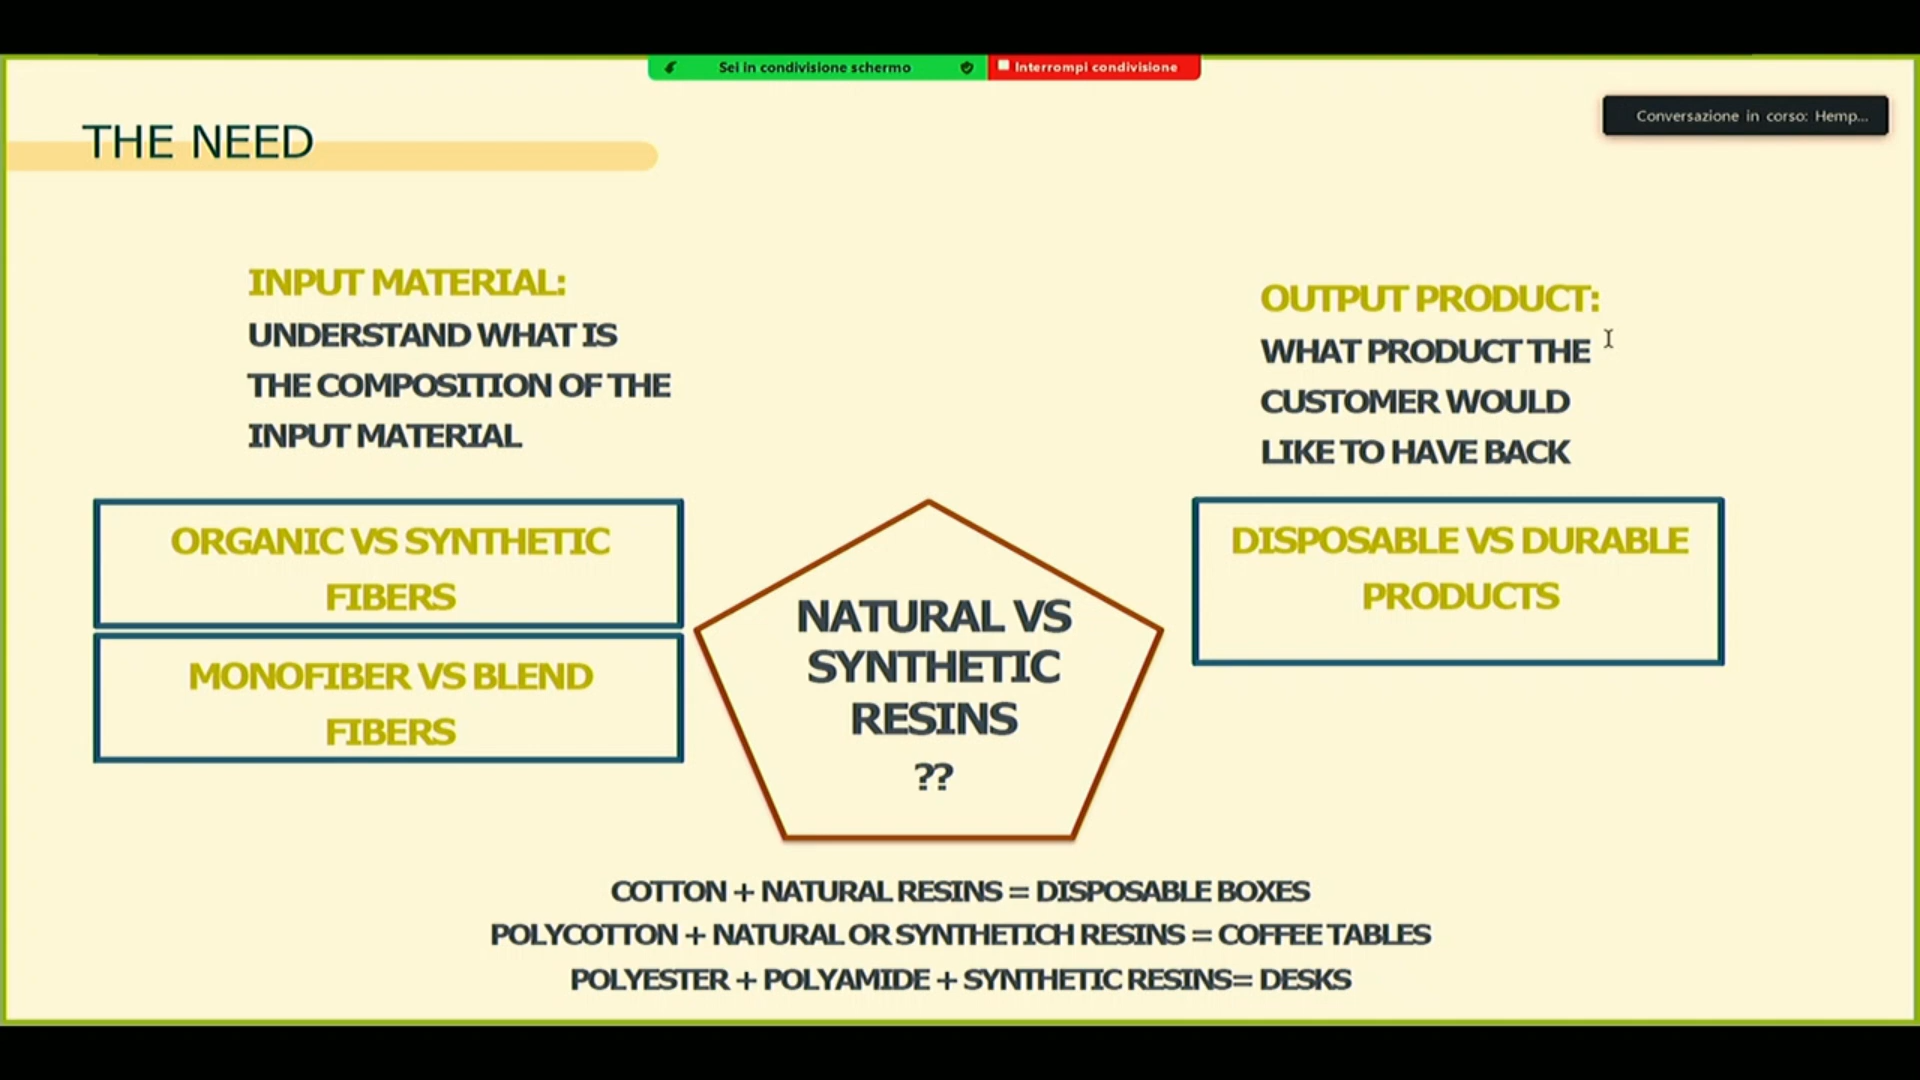 Sei in condivisione schermo
Interrompi condivisione
Conversazione in corso: Hemp...
THE NEED
INPUT MATERIAL:
UNDERSTAND WHAT IS
THE COMPOSITION OF THE
INPUT MATERIAL
OUTPUT PRODUCT:
WHAT PRODUCT THE
CUSTOMER WOULD
LIKE TO HAVE BACK
ORGANIC VS SYNTHETIC
FIBERS
MONOFIBER VS BLEND
FIBERS
NATURAL VS
SYNTHETIC
RESINS
??
DISPOSABLE VS DURABLE
PRODUCTS
COTTON + NATURAL RESINS = DISPOSABLE BOXES
POLYCOTTON + NATURAL OR SYNTHETICH RESINS = COFFEE TABLES
POLYESTER + POLYAMIDE + SYNTHETIC RESINS= DESKS